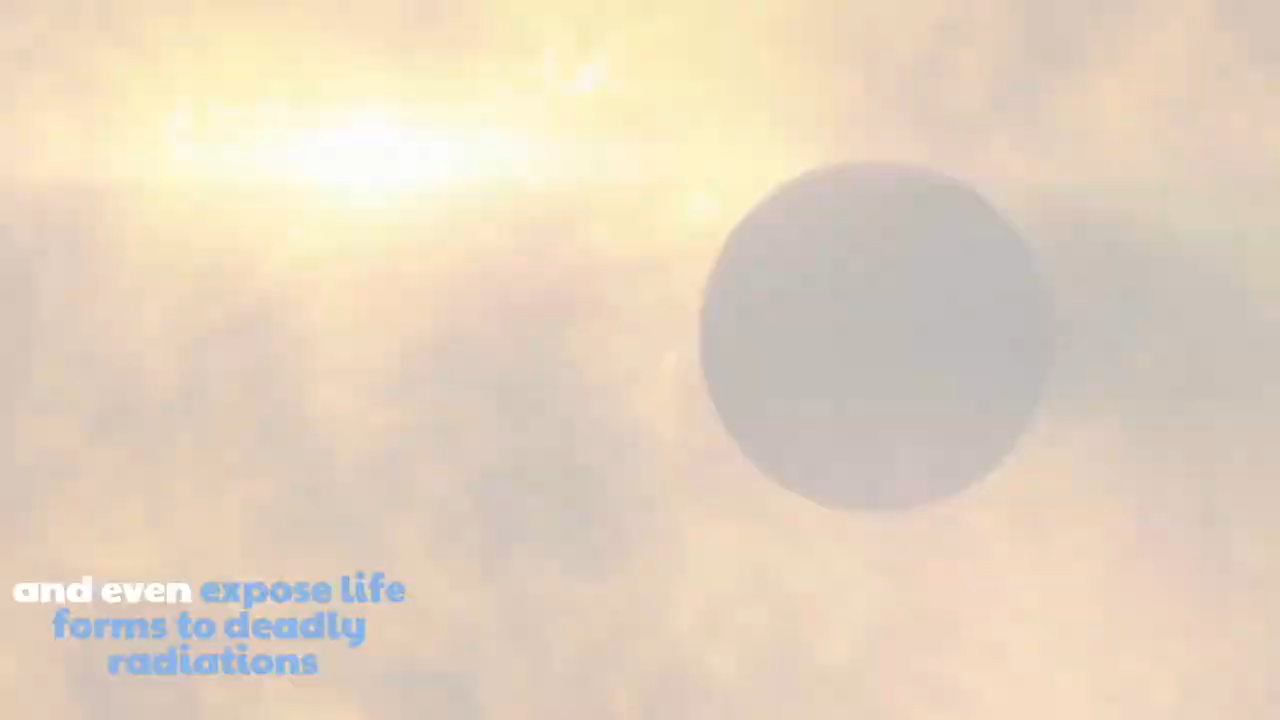 and even expose life
forms to deadly
radiations